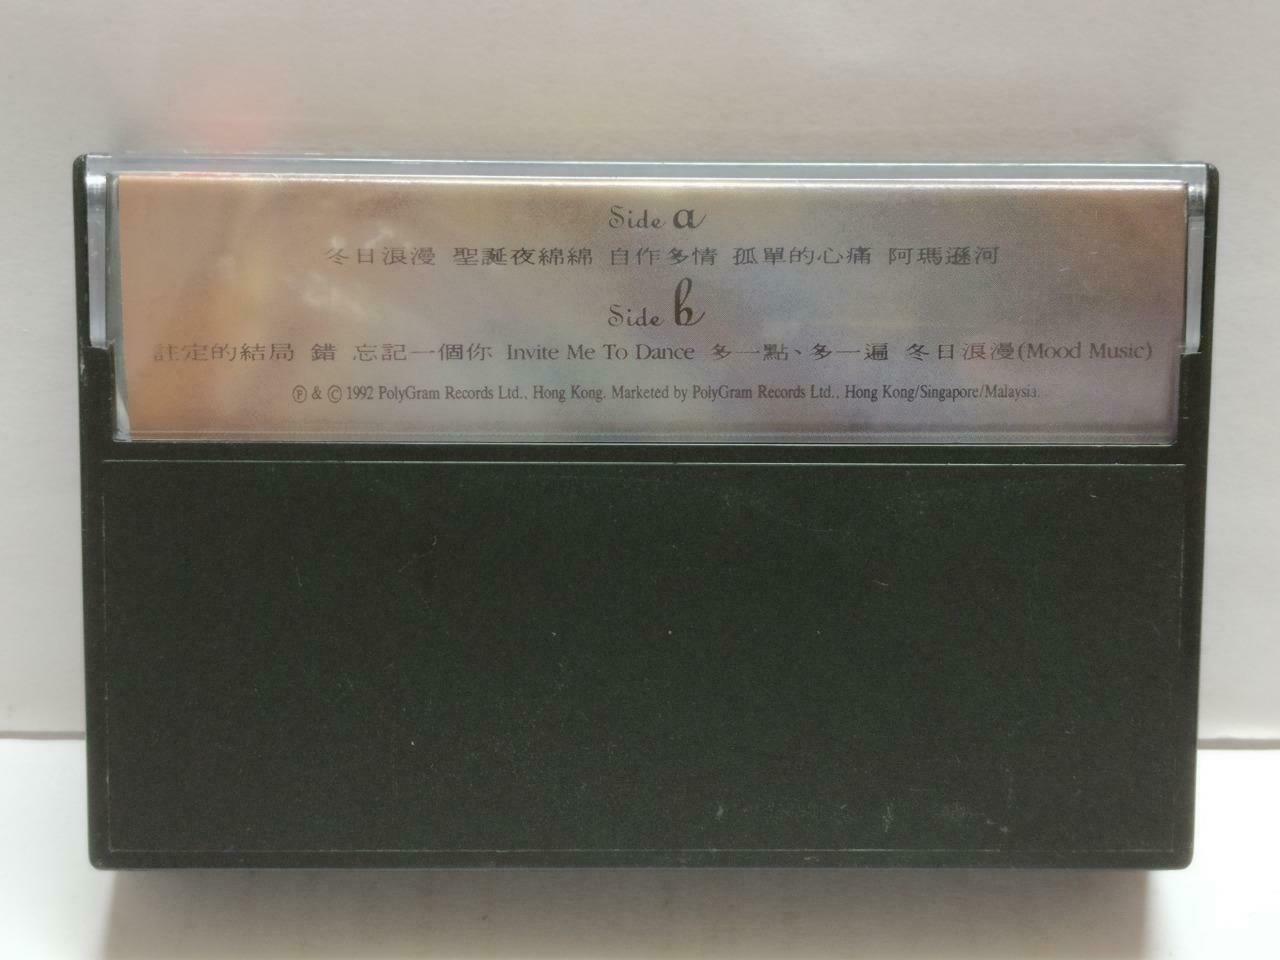 Side a
冬日浪漫 聖誕夜綿綿 自作多情 孤單的心痛 阿瑪遜河
Side b
註定的結局 錯 忘記一個你 Invite Me To Dance 多一點、多一遍 冬日浪漫(Mood Music)
Ⓟ & © 1992 PolyGram Records Ltd., Hong Kong. Marketed by PolyGram Records Ltd., Hong Kong/Singapore/Malaysia.